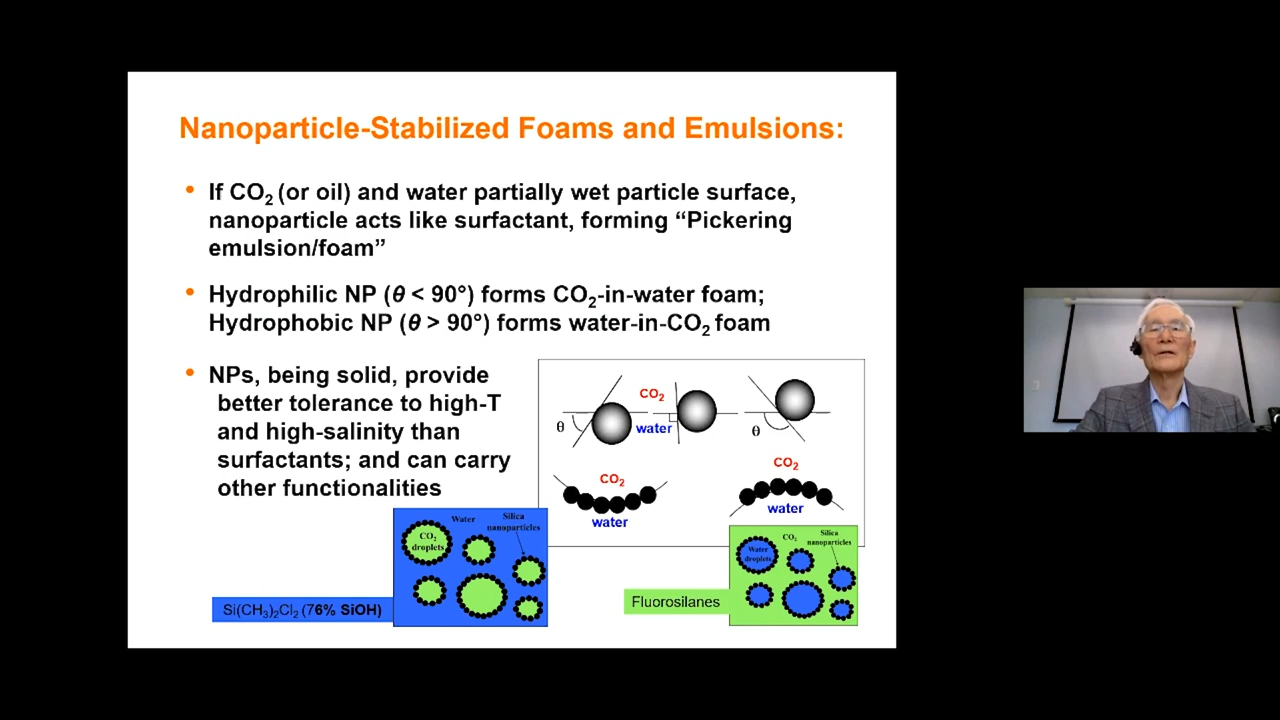 Nanoparticle-Stabilized Foams and Emulsions:
• If CO₂ (or oil) and water partially wet particle surface,
nanoparticle acts like surfactant, forming “Pickering
emulsion/foam”
• Hydrophilic NP (θ < 90°) forms CO₂-in-water foam;
Hydrophobic NP (θ > 90°) forms water-in-CO₂ foam
• NPs, being solid, provide
better tolerance to high-T
and high-salinity than
surfactants; and can carry
other functionalities
CO₂
θ
water
θ
CO₂
water
CO₂
water
Water
Silica
nanoparticles
CO₂
droplets
Si(CH₃)₂Cl₂ (76% SiOH)
CO₂
Silica
nanoparticles
Water
droplets
Fluorosilanes